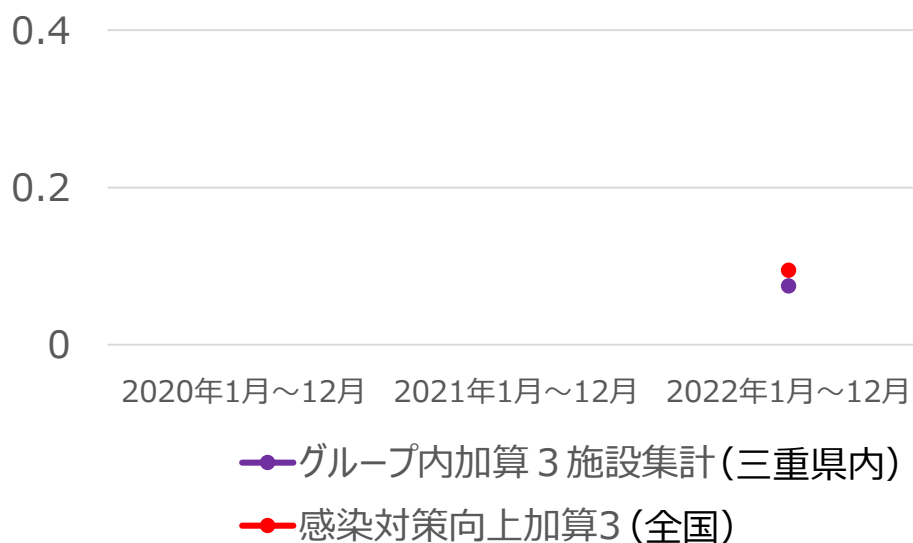 0.4
0.2
0
2020年1月～12月 2021年1月～12月 2022年1月～12月
グループ内加算３施設集計(三重県内)
感染対策向上加算3(全国)